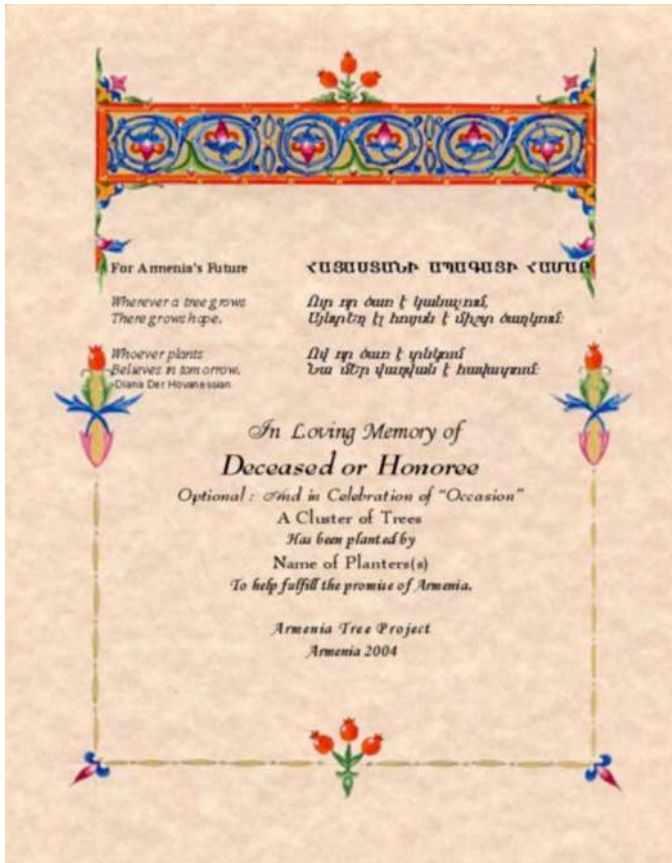 For Armenia's Future
Wherever a tree grows
There grows hope.
Whoever plants
Believes in tomorrow.
-Diana Der Hovanessian
ՀԱՅԱՍՏԱՆԻ ԱՊԱԳԱՅԻ ՀԱՄԱՐ
Ուր որ ծառ է կանաչում,
Այնտեղ էլ հույսն է միշտ ծաղկում:
Ով որ ծառ է տնկում
Նա մեր վաղվան է հավատում:
In Loving Memory of
Deceased or Honoree
Optional : And in Celebration of “Occasion”
A Cluster of Trees
Has been planted by
Name of Planters(s)
To help fulfill the promise of Armenia.
Armenia Tree Project
Armenia 2004